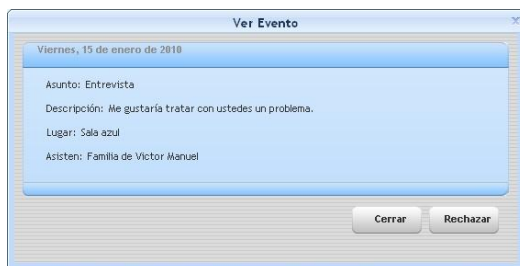 Ver Evento
Viernes, 15 de enero de 2010
Asunto: Entrevista
Descripción: Me gustaría tratar con ustedes un problema.
Lugar: Sala azul
Asisten: Familia de Victor Manuel
Cerrar Rechazar